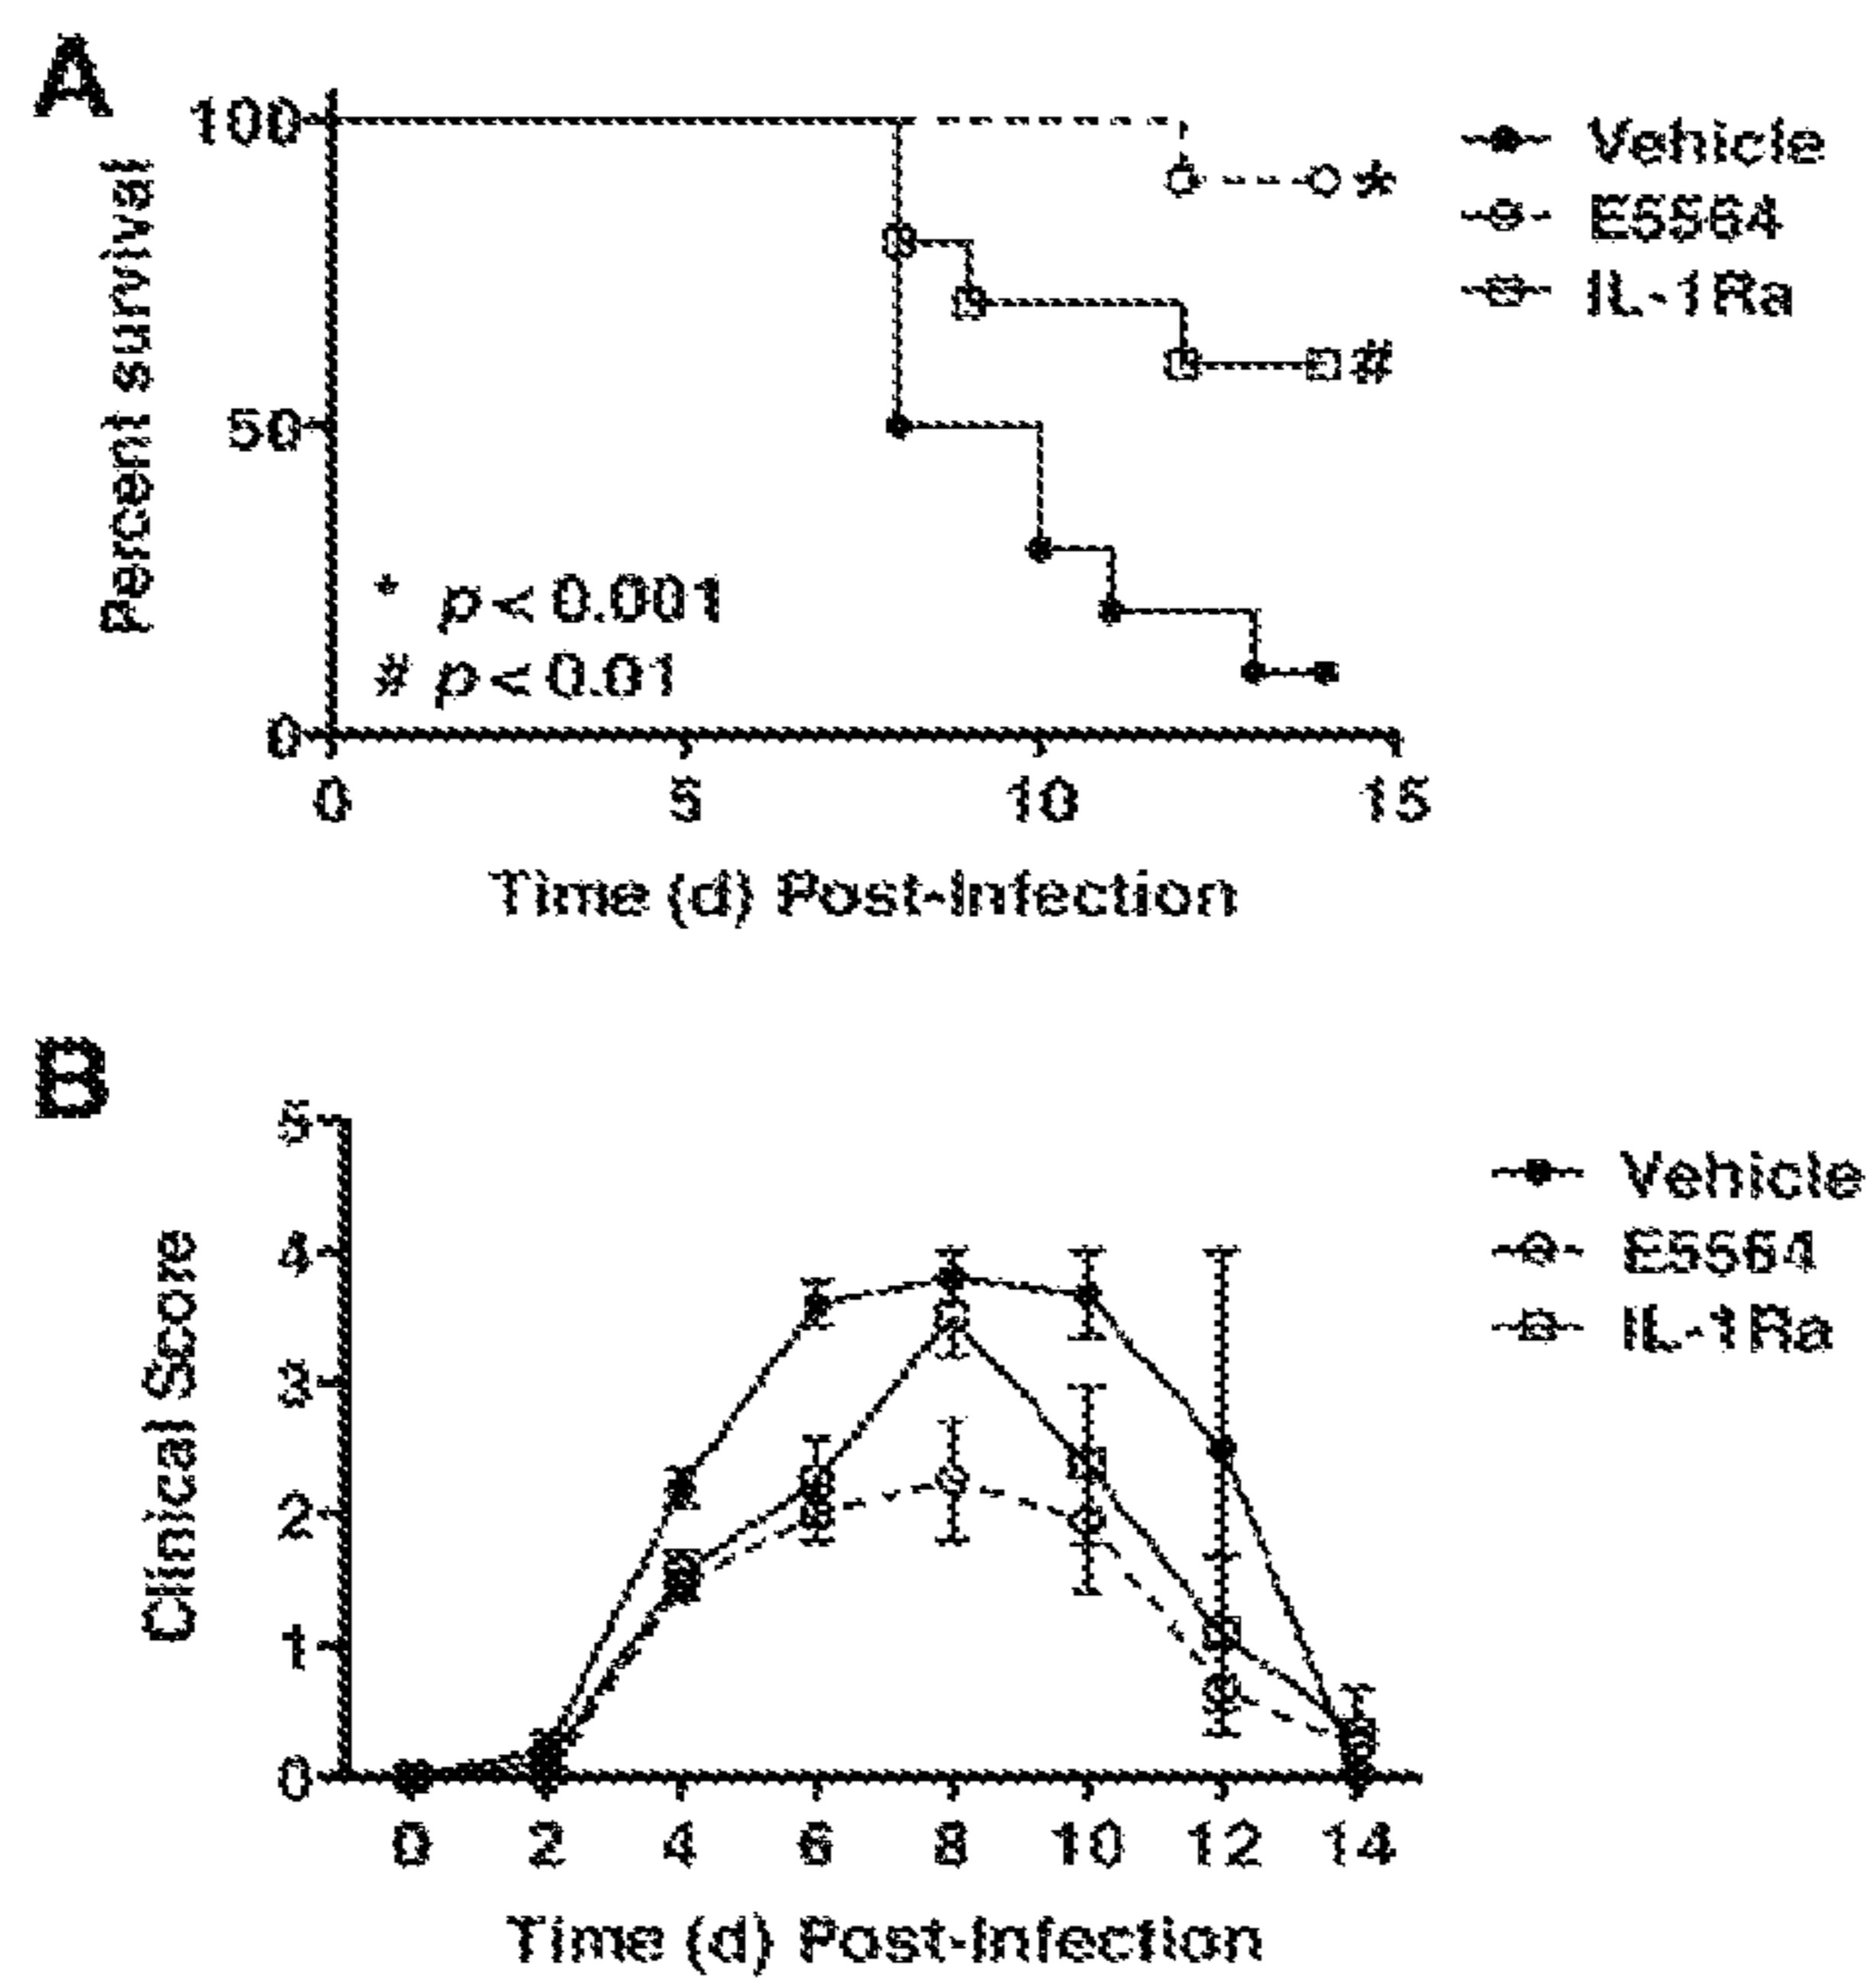 A
Percent survival
100
50
0
* p < 0.001
# p < 0.01
*
#
0 5 10 15
Time (d) Post-Infection
Vehicle
E5564
IL-1Ra
B
Clinical Score
5
4
3
2
1
0
0 2 4 6 8 10 12 14
Time (d) Post-Infection
Vehicle
E5564
IL-1Ra